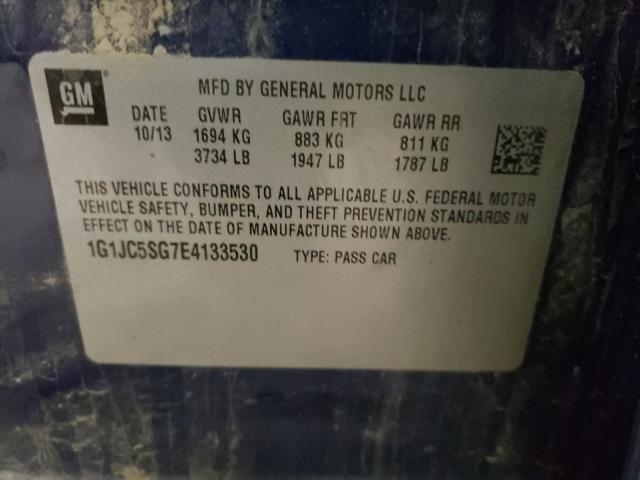 GM
MFD BY GENERAL MOTORS LLC
DATE GVWR GAWR FRT GAWR RR
10/13 1694 KG 883 KG 811 KG
3734 LB 1947 LB 1787 LB
THIS VEHICLE CONFORMS TO ALL APPLICABLE U.S. FEDERAL MOTOR
VEHICLE SAFETY, BUMPER, AND THEFT PREVENTION STANDARDS IN
EFFECT ON THE DATE OF MANUFACTURE SHOWN ABOVE.
1G1JC5SG7E4133530 TYPE: PASS CAR